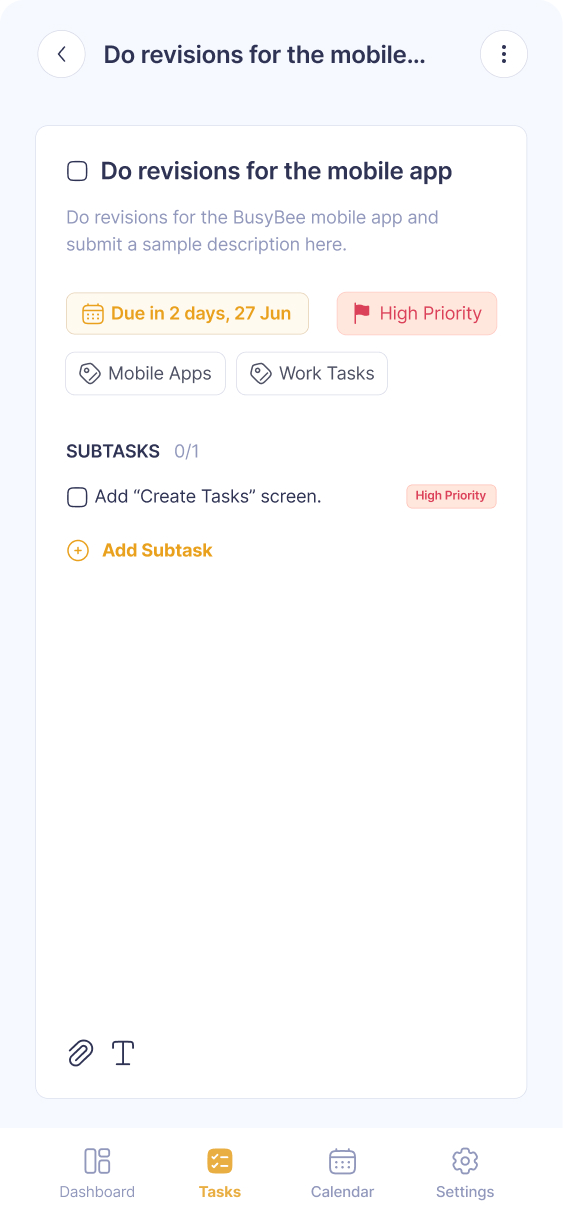 Do revisions for the mobile...
Do revisions for the mobile app
Do revisions for the BusyBee mobile app and
submit a sample description here.
Due in 2 days, 27 Jun
High Priority
Mobile Apps
Work Tasks
SUBTASKS 0/1
Add “Create Tasks” screen.
High Priority
Add Subtask
Dashboard
Tasks
Calendar
Settings